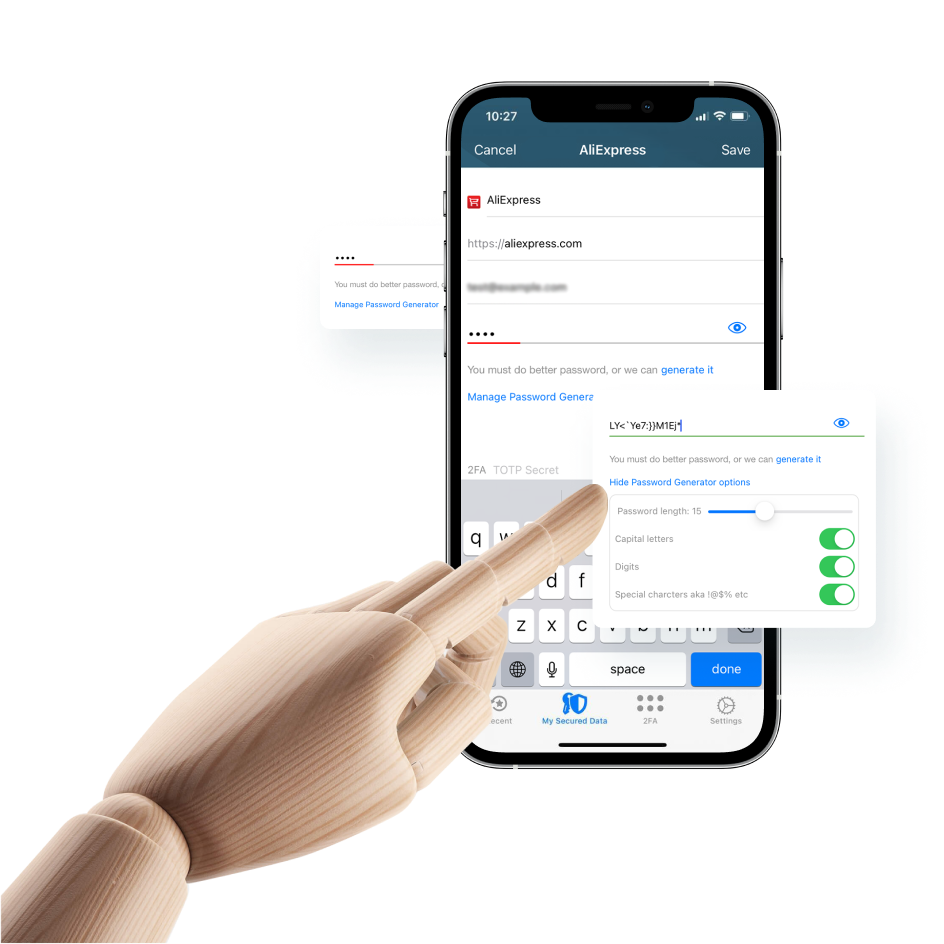 10:27
Cancel AliExpress Save
AliExpress
https://aliexpress.com
test@example.com
••••
You must do better password, or we can generate it
Manage Password Genera
2FA TOTP Secret
q w
d f
z x c v b n m
space done
ecent My Secured Data 2FA Settings
••••
You must do better password, o
Manage Password Generator
LY<`Ye7:}}M1Ej*
You must do better password, or we can generate it
Hide Password Generator options
Password length: 15
Capital letters
Digits
Special charcters aka !@$% etc